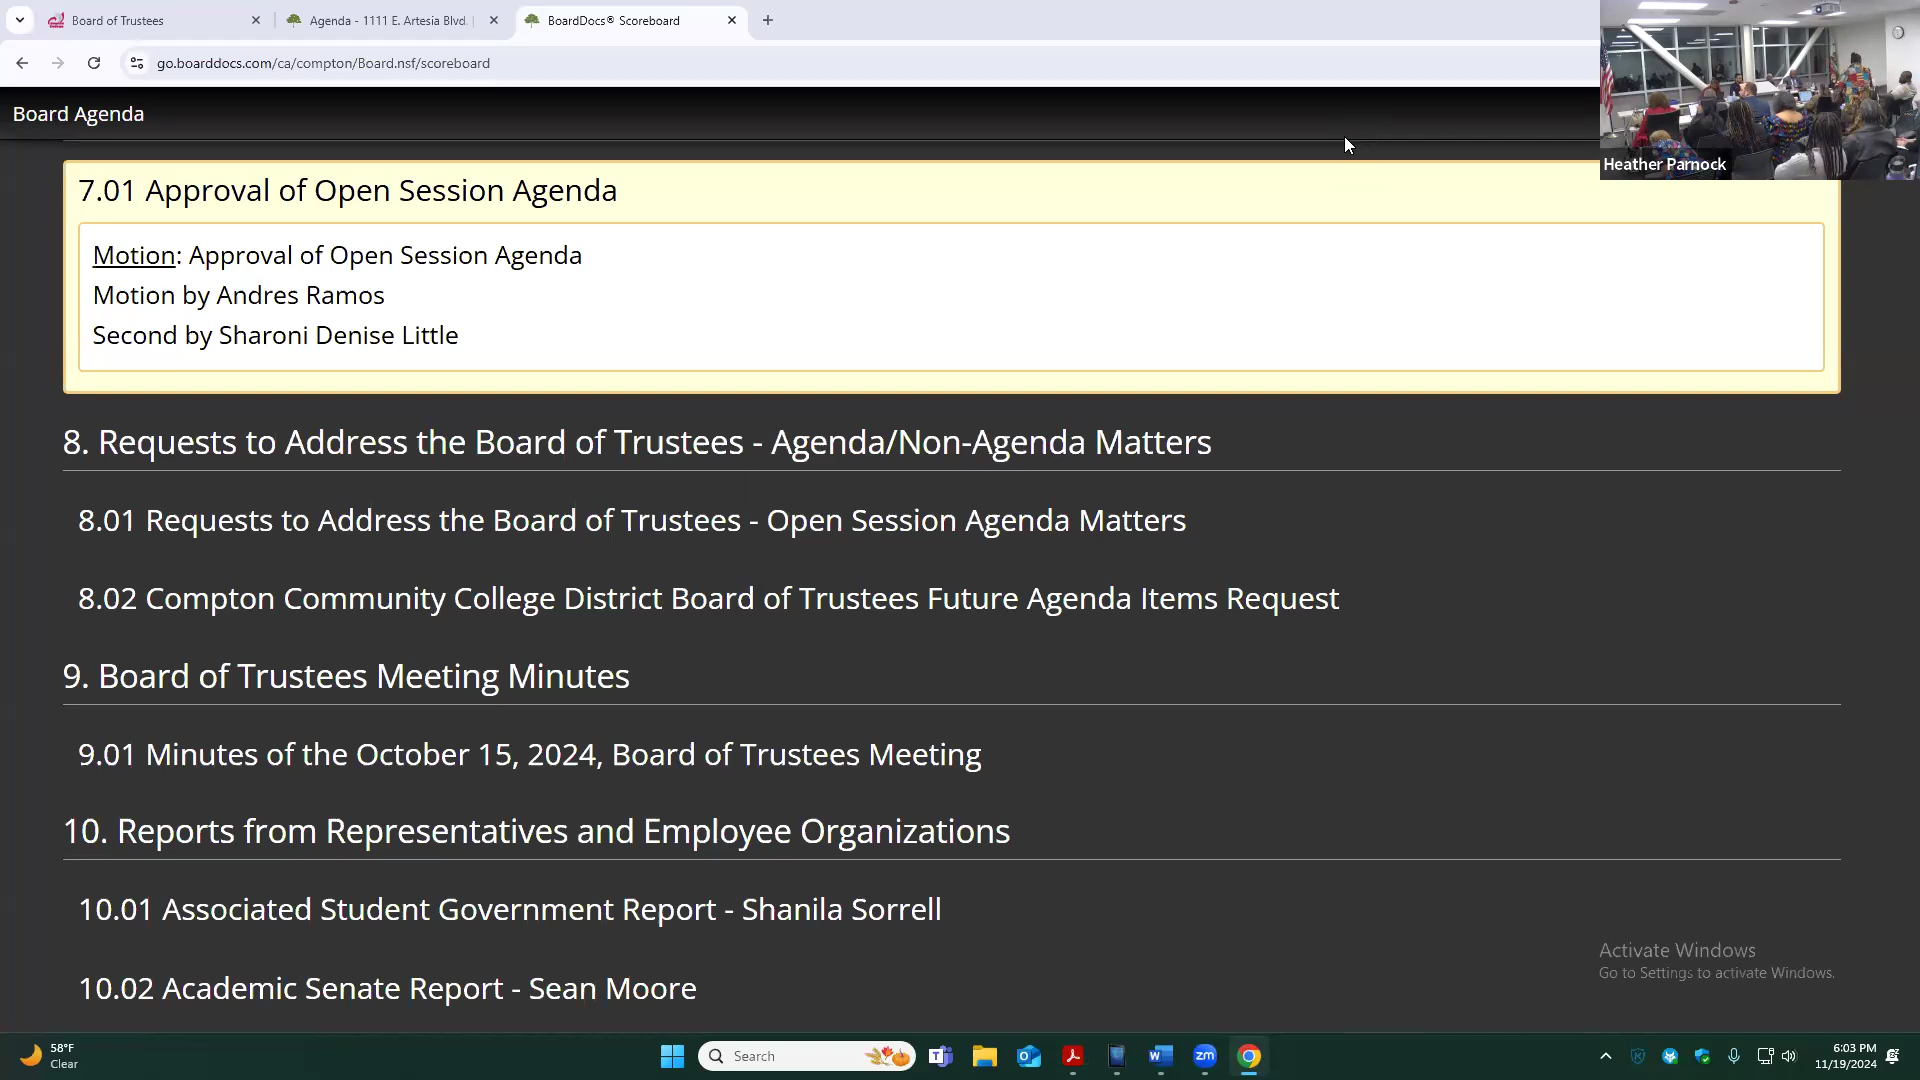 Board of Trustees
Agenda - 1111 E. Artesia Blvd.
BoardDocs® Scoreboard
go.boarddocs.com/ca/compton/Board.nsf/scoreboard
Board Agenda
Heather Parnock
7.01 Approval of Open Session Agenda
Motion: Approval of Open Session Agenda
Motion by Andres Ramos
Second by Sharoni Denise Little
8. Requests to Address the Board of Trustees - Agenda/Non-Agenda Matters
8.01 Requests to Address the Board of Trustees - Open Session Agenda Matters
8.02 Compton Community College District Board of Trustees Future Agenda Items Request
9. Board of Trustees Meeting Minutes
9.01 Minutes of the October 15, 2024, Board of Trustees Meeting
10. Reports from Representatives and Employee Organizations
10.01 Associated Student Government Report - Shanila Sorrell
10.02 Academic Senate Report - Sean Moore
Activate Windows
Go to Settings to activate Windows.
58°F
Clear
Search
zm
6:03 PM
11/19/2024